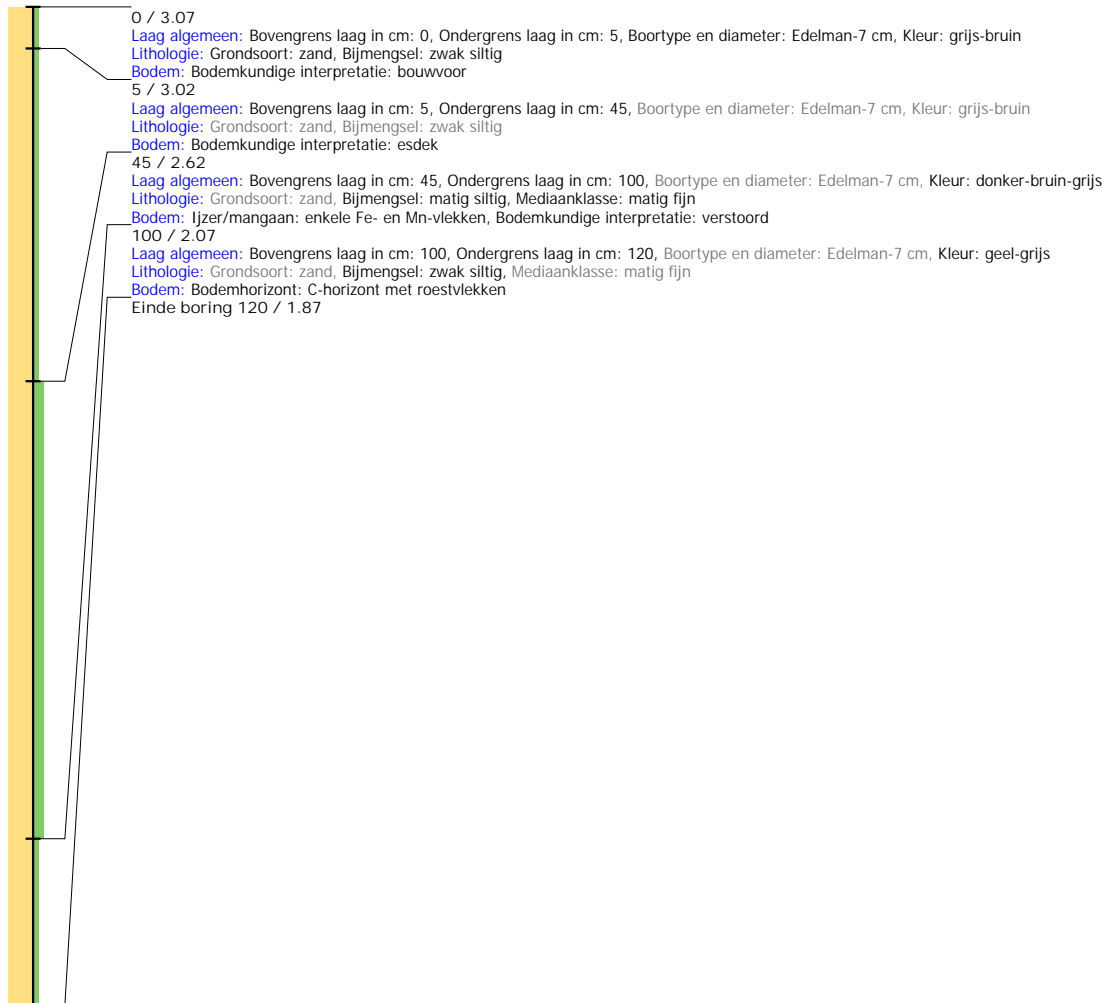 0 / 3.07
Laag algemeen: Bovengrens laag in cm: 0, Ondergrens laag in cm: 5, Boortype en diameter: Edelman-7 cm, Kleur: grijs-bruin
Lithologie: Grondsoort: zand, Bijmengsel: zwak siltig
Bodem: Bodemkundige interpretatie: bouwvoor
5 / 3.02
Laag algemeen: Bovengrens laag in cm: 5, Ondergrens laag in cm: 45, Boortype en diameter: Edelman-7 cm, Kleur: grijs-bruin
Lithologie: Grondsoort: zand, Bijmengsel: zwak siltig
Bodem: Bodemkundige interpretatie: esdek
45 / 2.62
Laag algemeen: Bovengrens laag in cm: 45, Ondergrens laag in cm: 100, Boortype en diameter: Edelman-7 cm, Kleur: donker-bruin-grijs
Lithologie: Grondsoort: zand, Bijmengsel: matig siltig, Mediaanklasse: matig fijn
Bodem: Ijzer/mangaan: enkele Fe- en Mn-vlekken, Bodemkundige interpretatie: verstoord
100 / 2.07
Laag algemeen: Bovengrens laag in cm: 100, Ondergrens laag in cm: 120, Boortype en diameter: Edelman-7 cm, Kleur: geel-grijs
Lithologie: Grondsoort: zand, Bijmengsel: zwak siltig, Mediaanklasse: matig fijn
Bodem: Bodemhorizont: C-horizont met roestvlekken
Einde boring 120 / 1.87